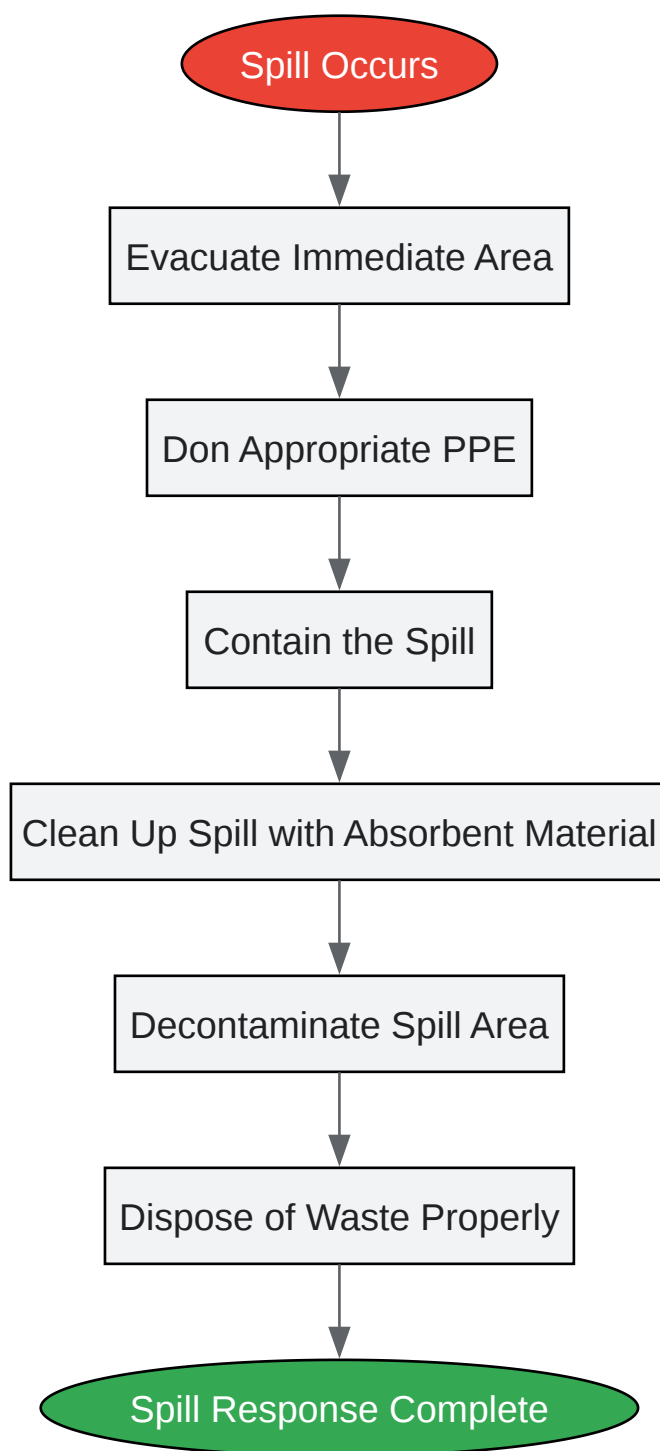 Spill Occurs
Evacuate Immediate Area
Don Appropriate PPE
Contain the Spill
Clean Up Spill with Absorbent Material
Decontaminate Spill Area
Dispose of Waste Properly
Spill Response Complete